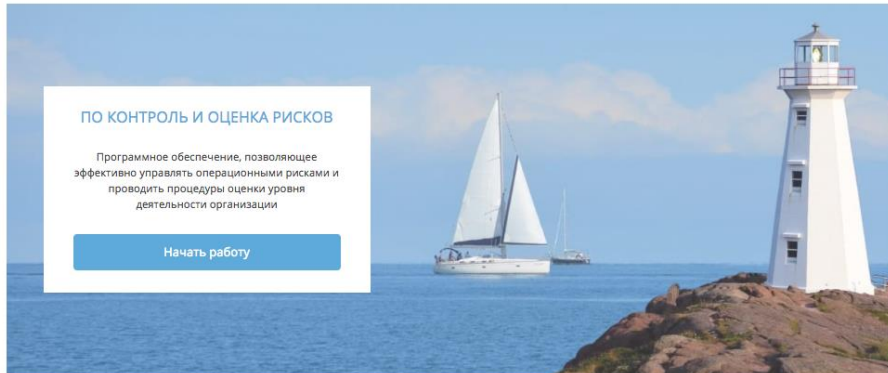 ПО КОНТРОЛЬ И ОЦЕНКА РИСКОВ
Программное обеспечение, позволяющее
эффективно управлять операционными рисками и
проводить процедуры оценки уровня
деятельности организации
Начать работу